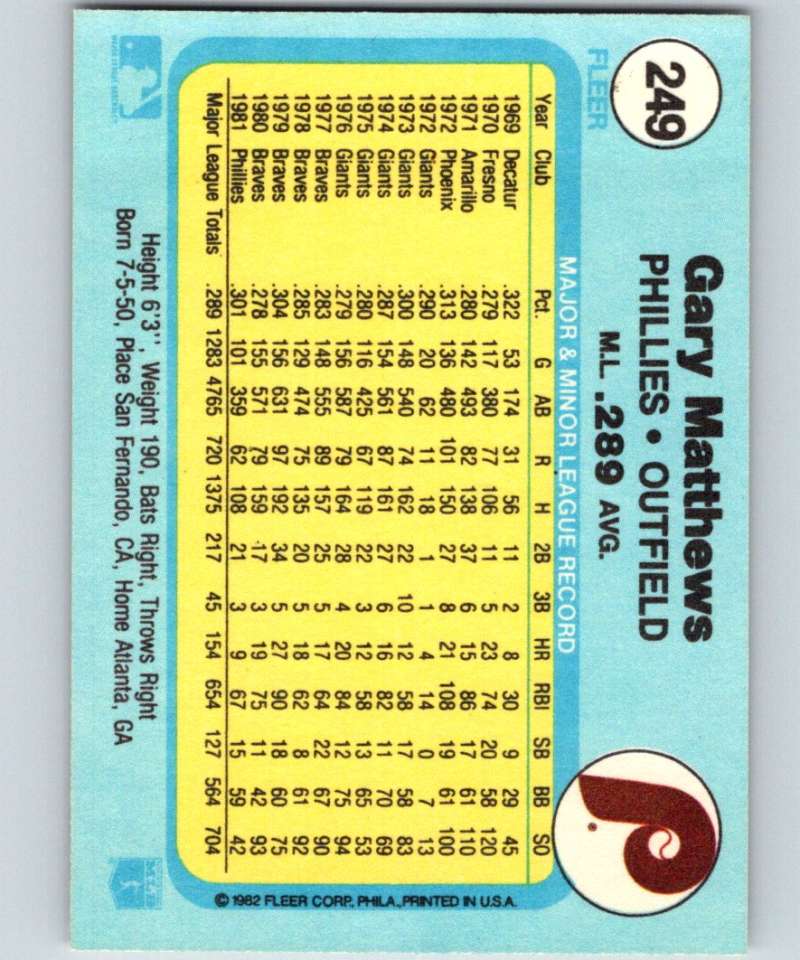 249
FLEER
Gary Matthews
PHILLIES • OUTFIELD
M.L. .289 AVG.
P
MAJOR & MINOR LEAGUE RECORD
Year Club Pct. G AB R H 2B 3B HR RBI SB BB SO
1969 Decatur .322 53 174 31 56 11 2 8 30 9 29 45
1970 Fresno .279 117 380 77 106 11 5 23 74 20 58 120
1971 Amarillo .280 142 493 82 138 37 6 15 86 17 61 110
1972 Phoenix .313 136 480 101 150 27 8 21 108 19 61 100
1972 Giants .290 20 62 11 18 1 1 4 14 0 7 13
1973 Giants .300 148 540 74 162 22 10 12 58 17 58 83
1974 Giants .287 154 561 87 161 27 6 16 82 11 70 69
1975 Giants .280 116 425 67 119 22 3 12 58 13 65 53
1976 Giants .279 156 587 79 164 28 4 20 84 12 75 94
1977 Braves .283 148 555 89 157 25 5 17 64 22 67 90
1978 Braves .285 129 474 75 135 20 5 18 62 8 61 92
1979 Braves .304 156 631 97 192 34 5 27 90 18 60 75
1980 Braves .278 155 571 79 159 17 3 19 75 11 42 93
1981 Phillies .301 101 359 62 108 21 3 9 67 15 59 42
Major League Totals .289 1283 4765 720 1375 217 45 154 654 127 564 704
© 1982 FLEER CORP., PHILA., PRINTED IN U.S.A.
Height 6'3", Weight 190, Bats Right, Throws Right
Born 7-5-50, Place San Fernando, CA, Home Atlanta, GA